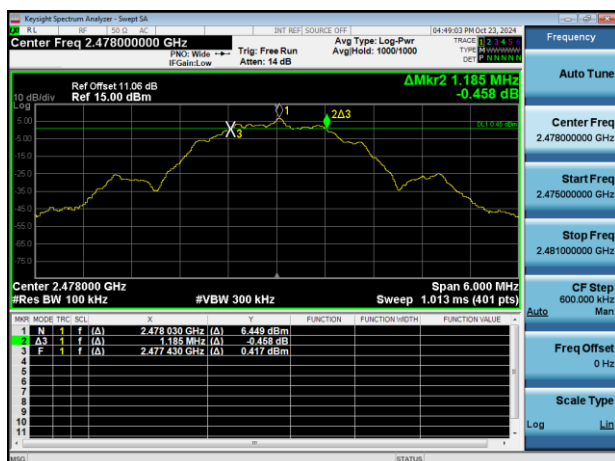 Keysight Spectrum Analyzer - Swept SA
RL RF 50 Ω AC INT REF SOURCE OFF 04:49:03 PM Oct 23, 2024
Center Freq 2.478000000 GHz
PNO: Wide
IFGain:Low
Trig: Free Run
Atten: 14 dB
Avg Type: Log-Pwr
Avg|Hold: 1000/1000
TRACE 1 2 3 4 5 6
TYPE M
DET P N N N N N
Ref Offset 11.06 dB
10 dB/div Ref 15.00 dBm
Log
ΔMkr2 1.185 MHz
-0.458 dB
1
2Δ3
3
DL1 0.45 dBm
5.00
-5.00
-15.0
-25.0
-35.0
-45.0
-55.0
-65.0
-75.0
Center 2.478000 GHz Span 6.000 MHz
#Res BW 100 kHz #VBW 300 kHz Sweep 1.013 ms (401 pts)
MKR MODE TRC SCL X Y FUNCTION FUNCTION WIDTH FUNCTION VALUE
1 N 1 f (Δ) 2.478 030 GHz (Δ) 6.449 dBm
2 Δ3 1 f (Δ) 1.185 MHz (Δ) -0.458 dB
3 F 1 f (Δ) 2.477 430 GHz (Δ) 0.417 dBm
4
5
6
7
8
9
10
11
MSG STATUS
Frequency
Auto Tune
Center Freq
2.478000000 GHz
Start Freq
2.475000000 GHz
Stop Freq
2.481000000 GHz
CF Step
600.000 kHz
Auto Man
Freq Offset
0 Hz
Scale Type
Log Lin